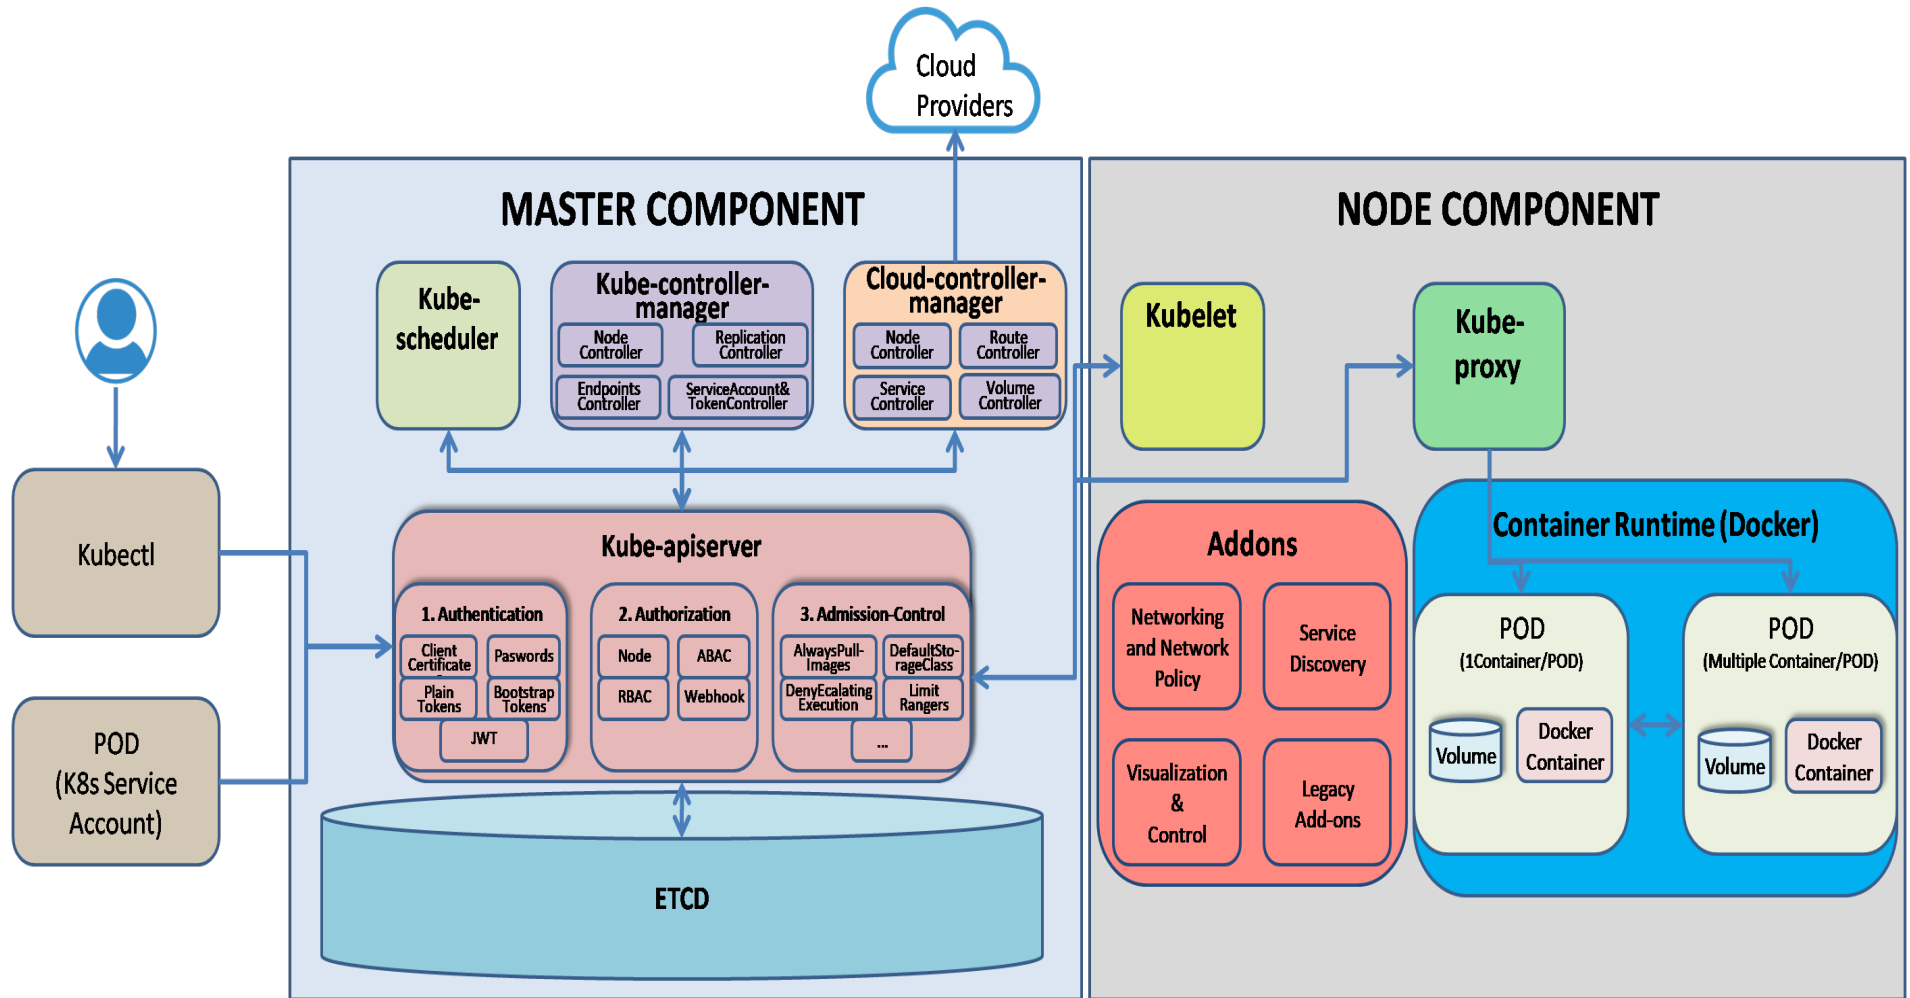 Cloud
Providers
MASTER COMPONENT
NODE COMPONENT
Kube-
scheduler
Kube-controller-
manager
Node
Controller
Replication
Controller
Endpoints
Controller
ServiceAccount&
TokenController
Cloud-controller-
manager
Node
Controller
Route
Controller
Service
Controller
Volume
Controller
Kubelet
Kube-
proxy
Kubectl
POD
(K8s Service
Account)
Kube-apiserver
1. Authentication
Client
Certificate
Paswords
Plain
Tokens
Bootstrap
Tokens
JWT
2. Authorization
Node
ABAC
RBAC
Webhook
3. Admission-Control
AlwaysPull-
Images
DefaultSto-
rageClass
DenyEcalating
Execution
Limit
Rangers
...
ETCD
Addons
Networking
and Network
Policy
Service
Discovery
Visualization
&
Control
Legacy
Add-ons
Container Runtime (Docker)
POD
(1Container/POD)
Volume
Docker
Container
POD
(Multiple Container/POD)
Volume
Docker
Container